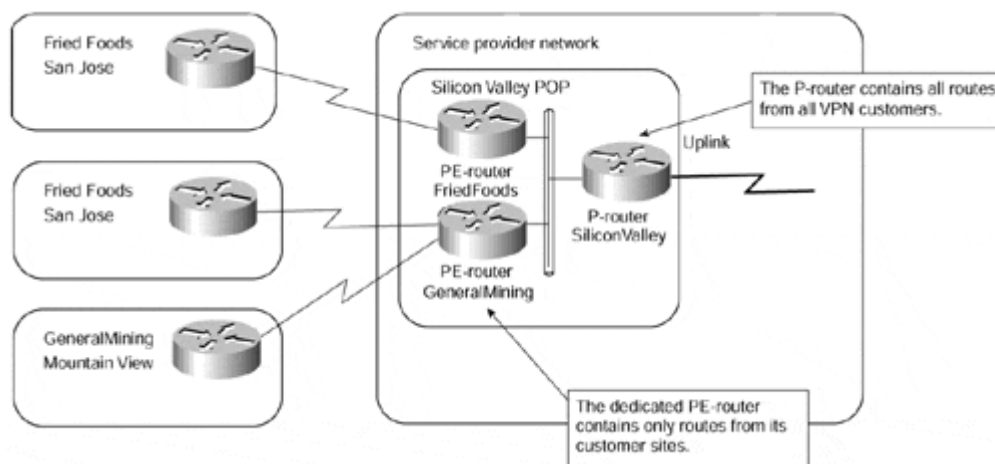 Fried Foods
San Jose
Service provider network
Silicon Valley POP
The P-router contains all routes
from all VPN customers.
Uplink
PE-router
FriedFoods
Fried Foods
San Jose
P-router
SiliconValley
PE-router
GeneralMining
GeneralMining
Mountain View
The dedicated PE-router
contains only routes from its
customer sites.